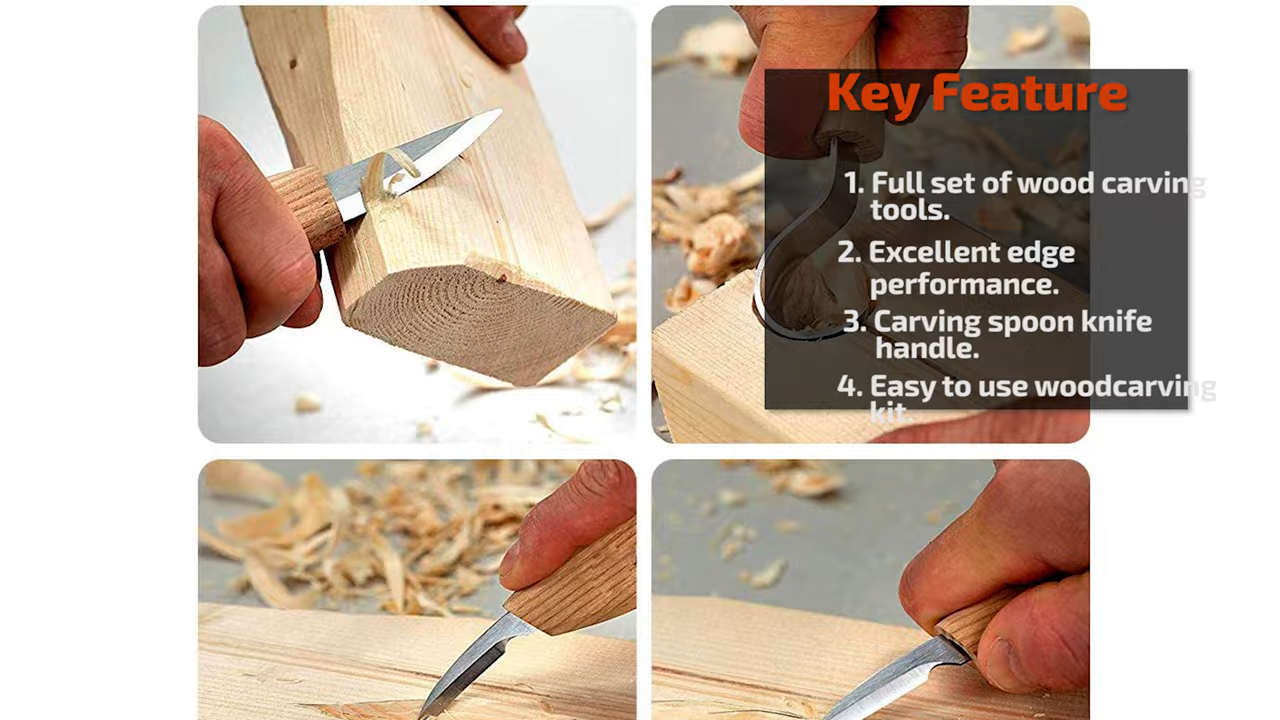 Key Feature
1. Full set of wood carving
tools.
2. Excellent edge
performance.
3. Carving spoon knife
handle.
4. Easy to use woodcarving
kit.